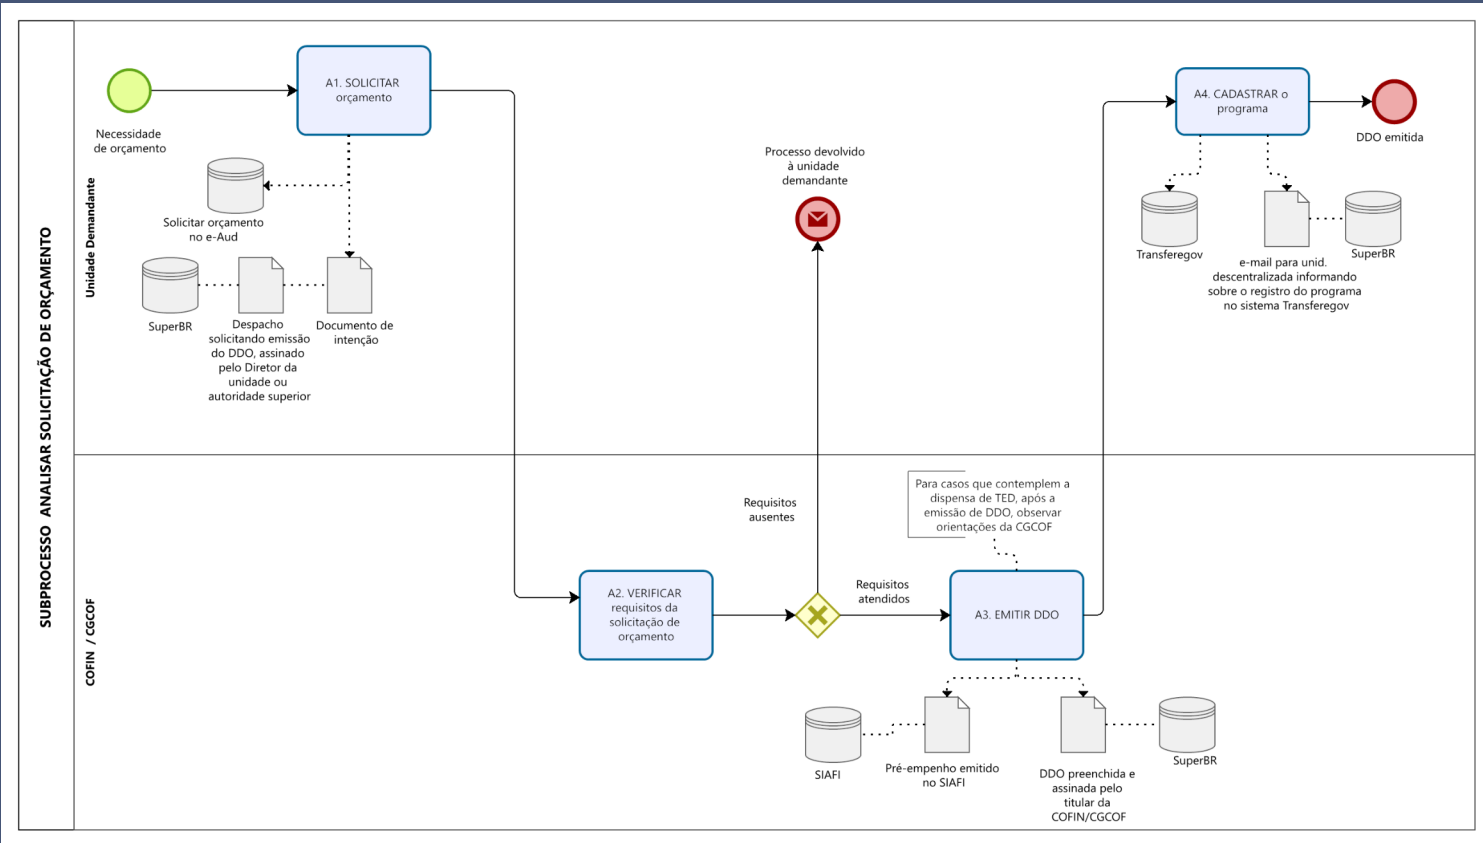 SUBPROCESSO ANALISAR SOLICITAÇÃO DE ORÇAMENTO
Unidade Demandante
Necessidade
de orçamento
A1. SOLICITAR
orçamento
Solicitar orçamento
no e-Aud
SuperBR
Despacho
solicitando emissão
do DDO, assinado
pelo Diretor da
unidade ou
autoridade superior
Documento de
intenção
Processo devolvido
à unidade
demandante
A4. CADASTRAR o
programa
DDO emitida
Transferegov
e-mail para unid.
descentralizada informando
sobre o registro do programa
no sistema Transferegov
SuperBR
COFIN / CGCOF
A2. VERIFICAR
requisitos da
solicitação de
orçamento
Requisitos
ausentes
Requisitos
atendidos
Para casos que contemplem a
dispensa de TED, após a
emissão de DDO, observar
orientações da CGCOF
A3. EMITIR DDO
SIAFI
Pré-empenho emitido
no SIAFI
DDO preenchida e
assinada pelo
titular da
COFIN/CGCOF
SuperBR